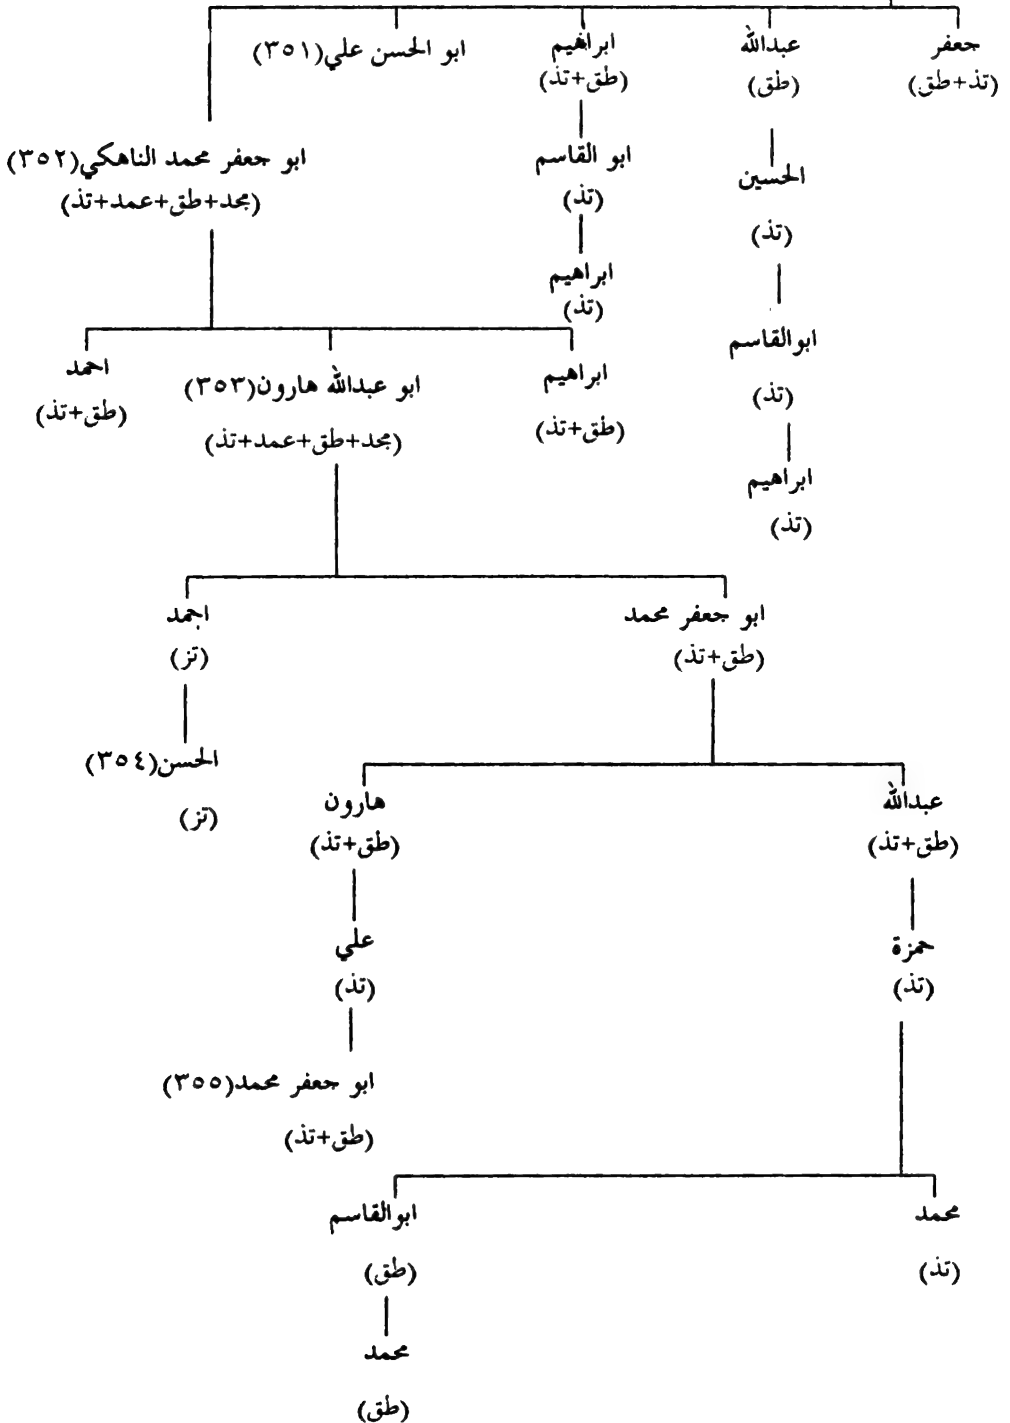 جعفر
(تذ+طق)
عبدالله
(طق)
ابراهيم
(طق+تذ)
ابو الحسن علي(٣٥١)
ابو جعفر محمد الناهكي(٣٥٢)
(مجد+طق+عمد+تذ)
ابو القاسم
(تذ)
الحسين
(تذ)
ابراهيم
(تذ)
ابوالقاسم
(تذ)
ابراهيم
(تذ)
ابراهيم
(طق+تذ)
ابو عبدالله هارون(٣٥٣)
(مجد+طق+عمد+تذ)
احمد
(طق+تذ)
ابو جعفر محمد
(طق+تذ)
احمد
(تز)
الحسن(٣٥٤)
(تز)
عبدالله
(طق+تذ)
هارون
(طق+تذ)
حمزة
(تذ)
علي
(تذ)
ابو جعفر محمد(٣٥٥)
(طق+تذ)
محمد
(تذ)
ابوالقاسم
(طق)
محمد
(طق)